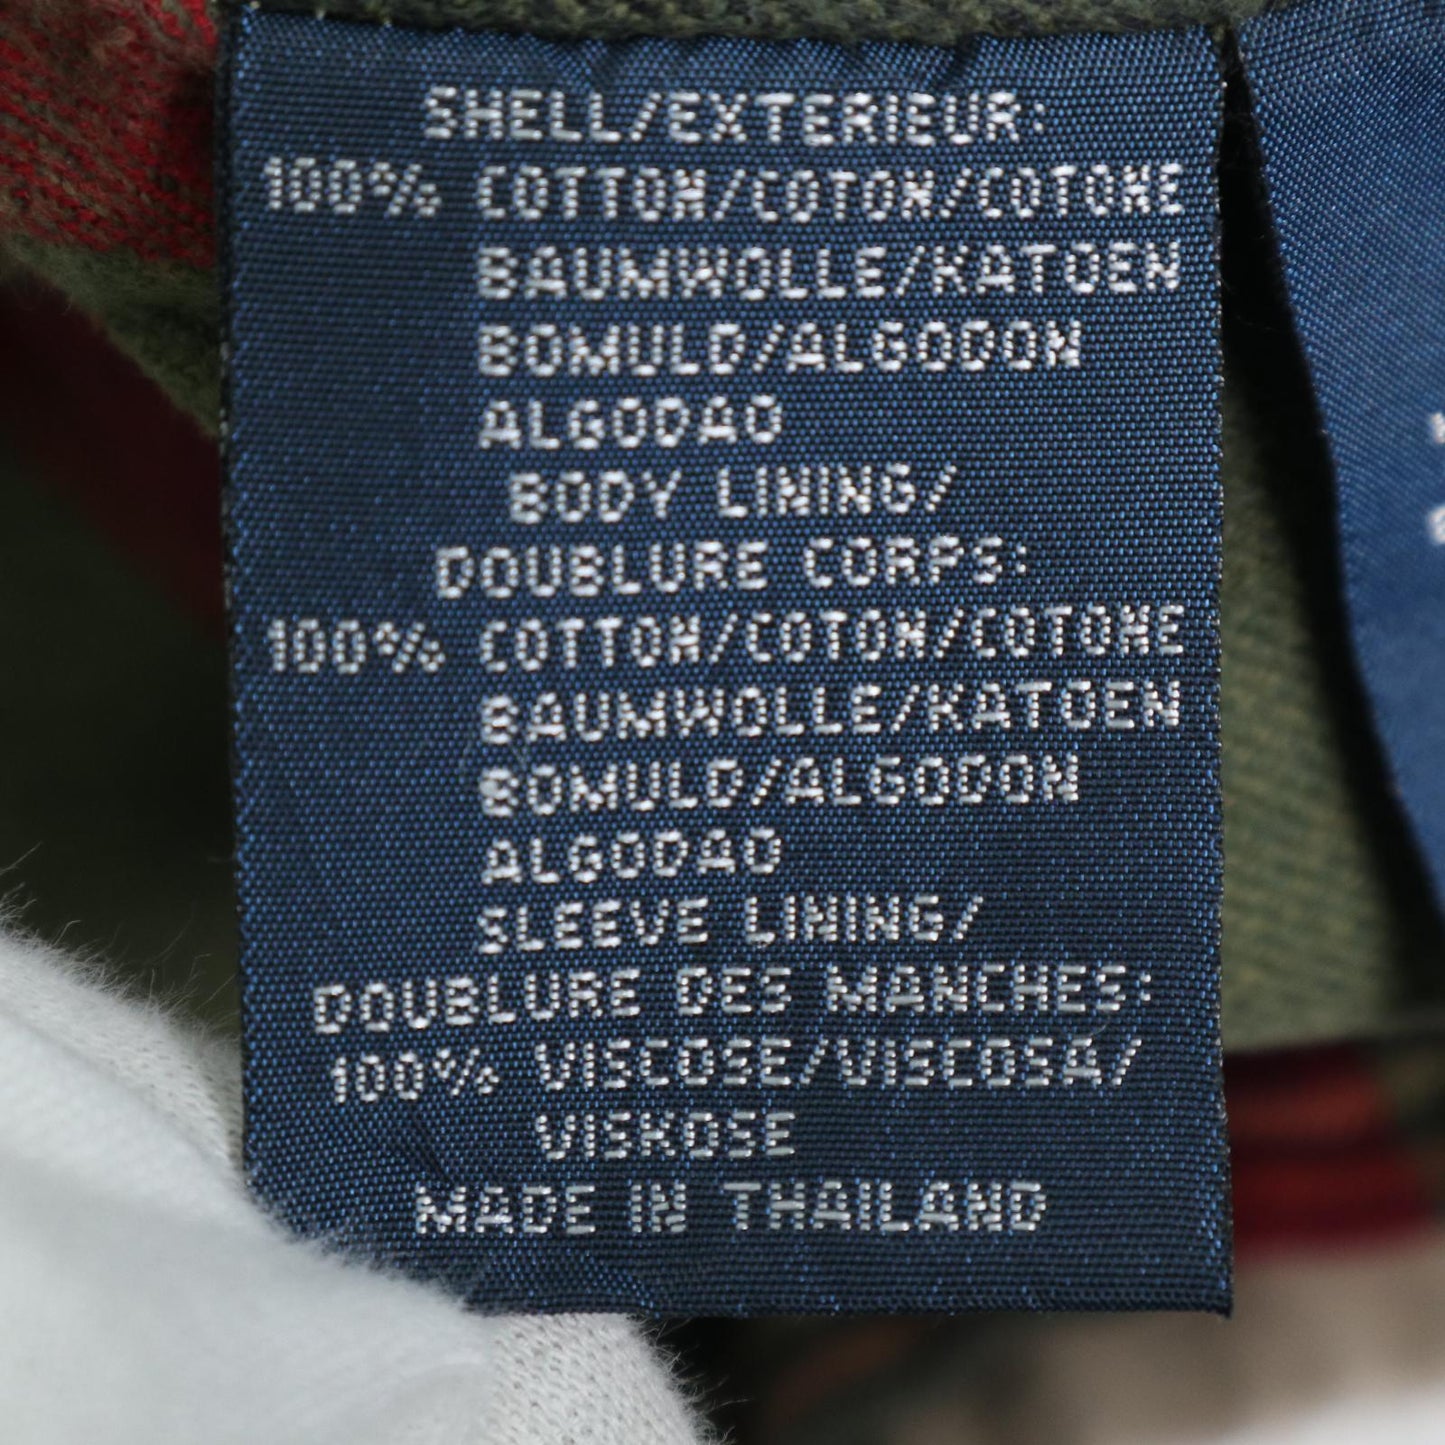 SHELL/EXTERIEUR:
100% COTTON/COTON/COTONE
BAUMWOLLE/KATOEN
BOMULD/ALGODON
ALGODAO
BODY LINING/
DOUBLURE CORPS:
100% COTTON/COTON/COTONE
BAUMWOLLE/KATOEN
BOMULD/ALGODON
ALGODAO
SLEEVE LINING/
DOUBLURE DES MANCHES:
100% VISCOSE/VISCOSA/
VISKOSE
MADE IN THAILAND